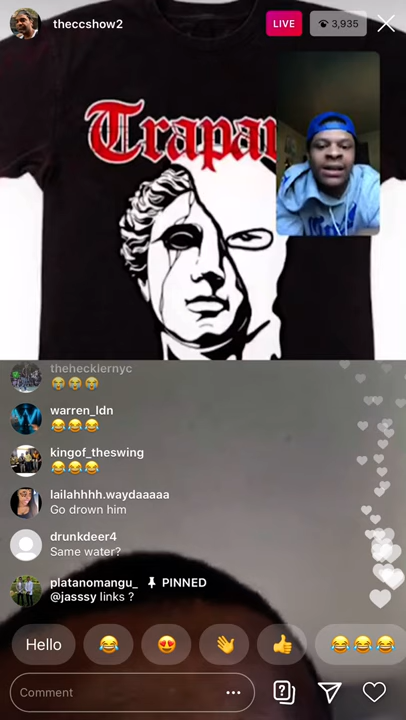 theccshow2
LIVE
3,935
Trapa
thehecklernyc
😭😭😭
warren_ldn
😂😂😂
kingof_theswing
😂😂😂
lailahhhh.waydaaaaa
Go drown him
drunkdeer4
Same water?
platanomangu_ PINNED
@jasssy links ?
Hello 😂 😍 👋 👍 😂😂😂
Comment